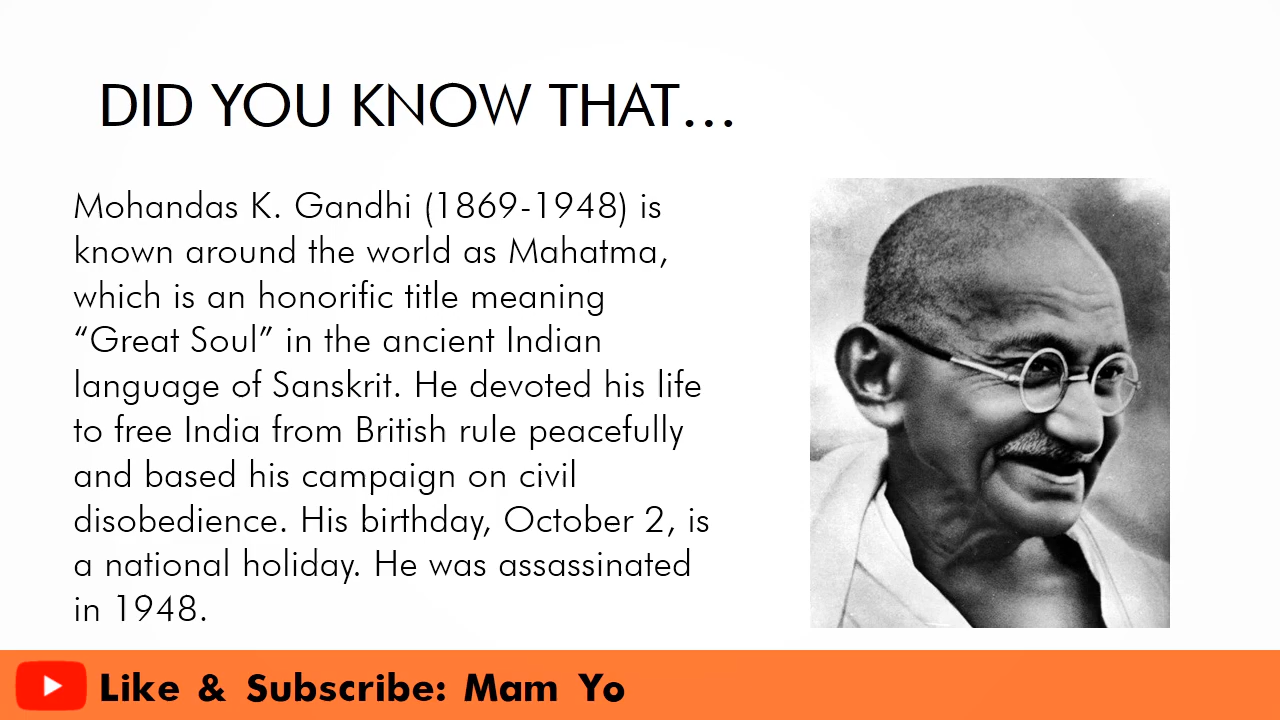 DID YOU KNOW THAT…
Mohandas K. Gandhi (1869-1948) is
known around the world as Mahatma,
which is an honorific title meaning
“Great Soul” in the ancient Indian
language of Sanskrit. He devoted his life
to free India from British rule peacefully
and based his campaign on civil
disobedience. His birthday, October 2, is
a national holiday. He was assassinated
in 1948.
Like & Subscribe: Mam Yo